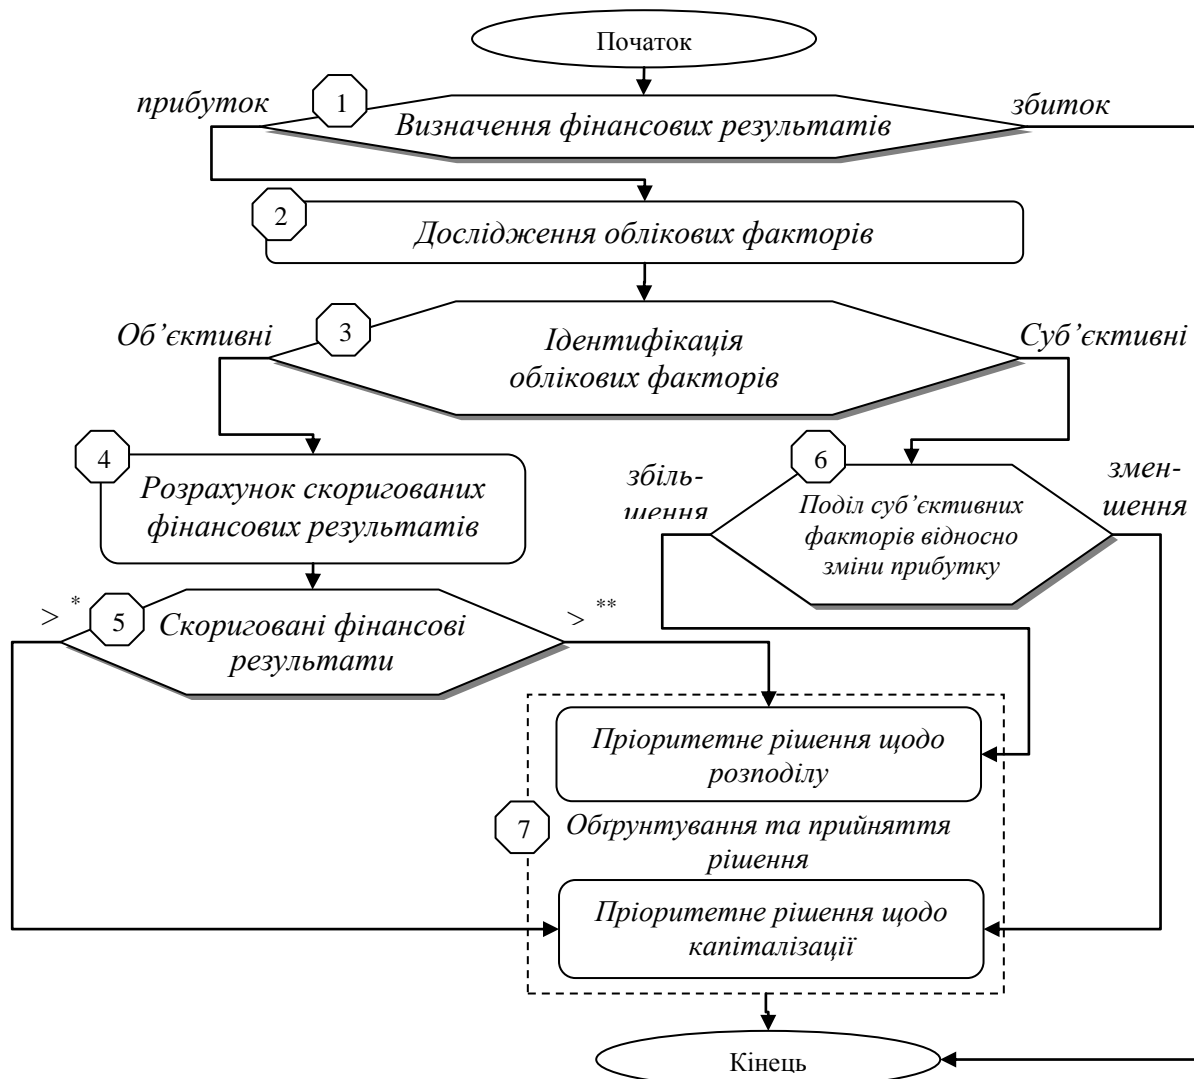 Початок
прибуток
1
збиток
Визначення фінансових результатів
2
Дослідження облікових факторів
Об’єктивні
3
Суб’єктивні
Ідентифікація
облікових факторів
4
Розрахунок скоригованих
фінансових результатів
збіль-
шення
6
змен-
шення
Поділ суб’єктивних
факторів відносно
зміни прибутку
> *
5
> **
Скориговані фінансові
результати
Пріоритетне рішення щодо
розподілу
7
Обґрунтування та прийняття
рішення
Пріоритетне рішення щодо
капіталізації
Кінець